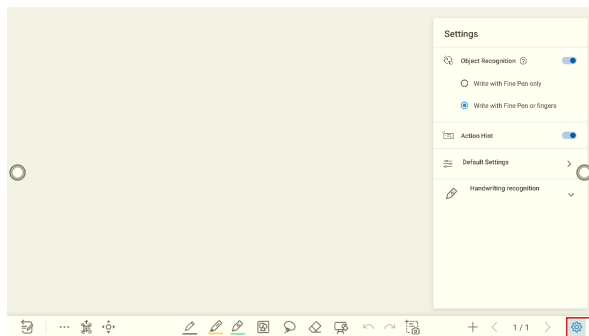 Settings
Object Recognition ?
Write with Fine Pen only
Write with Fine Pen or fingers
Action Hint
Default Settings
Handwriting recognition
1/1